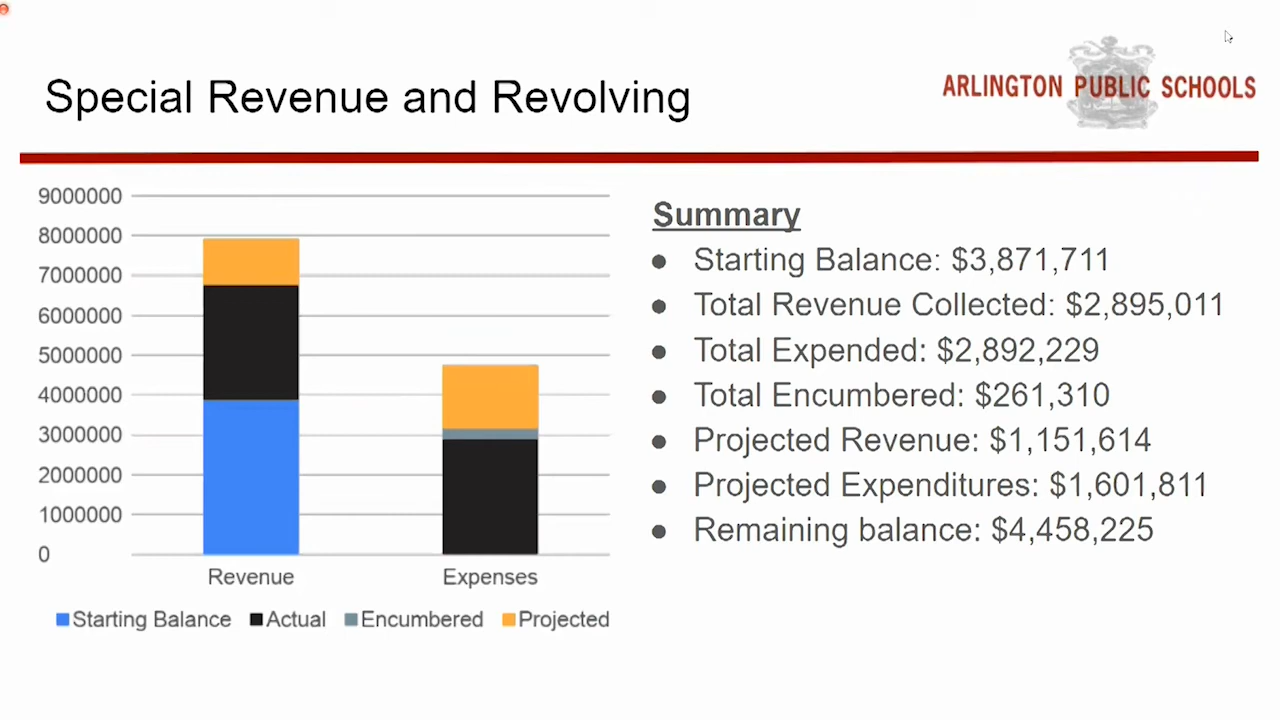 ARLINGTON PUBLIC SCHOOLS
Special Revenue and Revolving
9000000
8000000
7000000
6000000
5000000
4000000
3000000
2000000
1000000
0
Revenue
Expenses
Starting Balance
Actual
Encumbered
Projected
Summary
● Starting Balance: $3,871,711
● Total Revenue Collected: $2,895,011
● Total Expended: $2,892,229
● Total Encumbered: $261,310
● Projected Revenue: $1,151,614
● Projected Expenditures: $1,601,811
● Remaining balance: $4,458,225